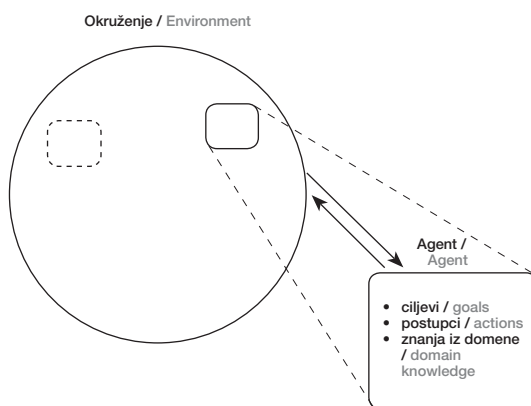 Okruženje / Environment
Agent /
Agent
• ciljevi / goals
• postupci / actions
• znanja iz domene
/ domain
knowledge